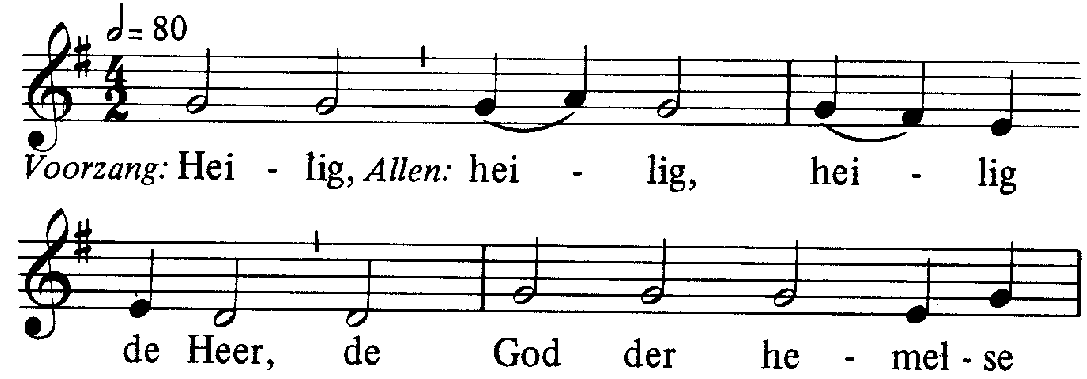 = 80
4
2
Voorzang: Hei - lig, Allen: hei - lig, hei - lig
de Heer, de God der he - mel - se